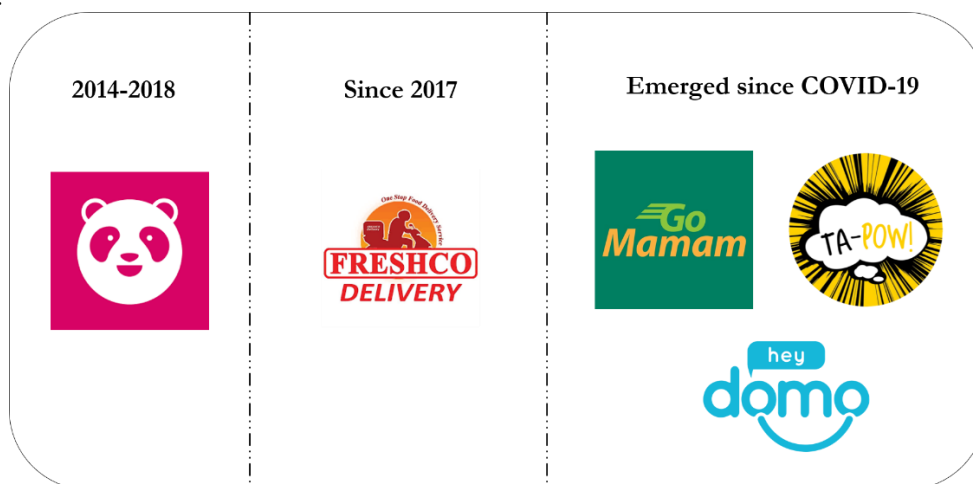 2014-2018
Since 2017
Emerged since COVID-19
One Stop Food Delivery Service
FRESHCO
DELIVERY
Go
Mamam
TA-POW!
hey
domo